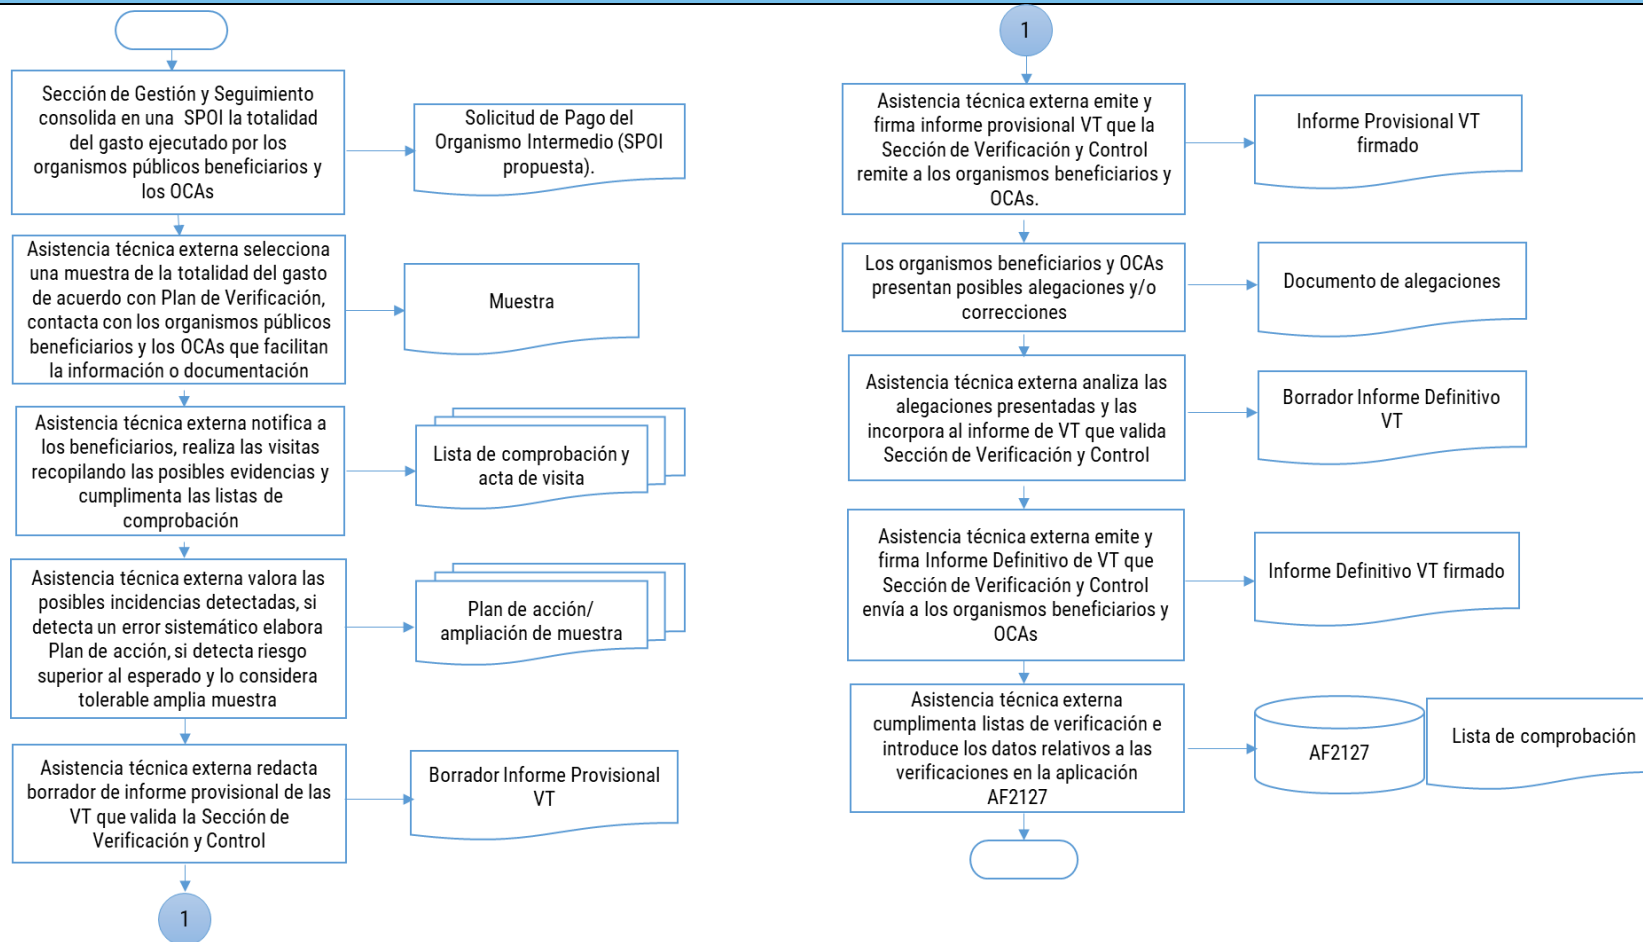 Sección de Gestión y Seguimiento
consolida en una SPOI la totalidad
del gasto ejecutado por los
organismos públicos beneficiarios y
los OCAs
Solicitud de Pago del
Organismo Intermedio (SPOI
propuesta).
Asistencia técnica externa selecciona
una muestra de la totalidad del gasto
de acuerdo con Plan de Verificación,
contacta con los organismos públicos
beneficiarios y los OCAs que facilitan
la información o documentación
Muestra
Asistencia técnica externa notifica a
los beneficiarios, realiza las visitas
recopilando las posibles evidencias y
cumplimenta las listas de
comprobación
Lista de comprobación y
acta de visita
Asistencia técnica externa valora las
posibles incidencias detectadas, si
detecta un error sistemático elabora
Plan de acción, si detecta riesgo
superior al esperado y lo considera
tolerable amplia muestra
Plan de acción/
ampliación de muestra
Asistencia técnica externa redacta
borrador de informe provisional de las
VT que valida la Sección de
Verificación y Control
Borrador Informe Provisional
VT
1
1
Asistencia técnica externa emite y
firma informe provisional VT que la
Sección de Verificación y Control
remite a los organismos beneficiarios y
OCAs.
Informe Provisional VT
firmado
Los organismos beneficiarios y OCAs
presentan posibles alegaciones y/o
correcciones
Documento de alegaciones
Asistencia técnica externa analiza las
alegaciones presentadas y las
incorpora al informe de VT que valida
Sección de Verificación y Control
Borrador Informe Definitivo
VT
Asistencia técnica externa emite y
firma Informe Definitivo de VT que
Sección de Verificación y Control
envía a los organismos beneficiarios y
OCAs
Informe Definitivo VT firmado
Asistencia técnica externa
cumplimenta listas de verificación e
introduce los datos relativos a las
verificaciones en la aplicación
AF2127
AF2127
Lista de comprobación